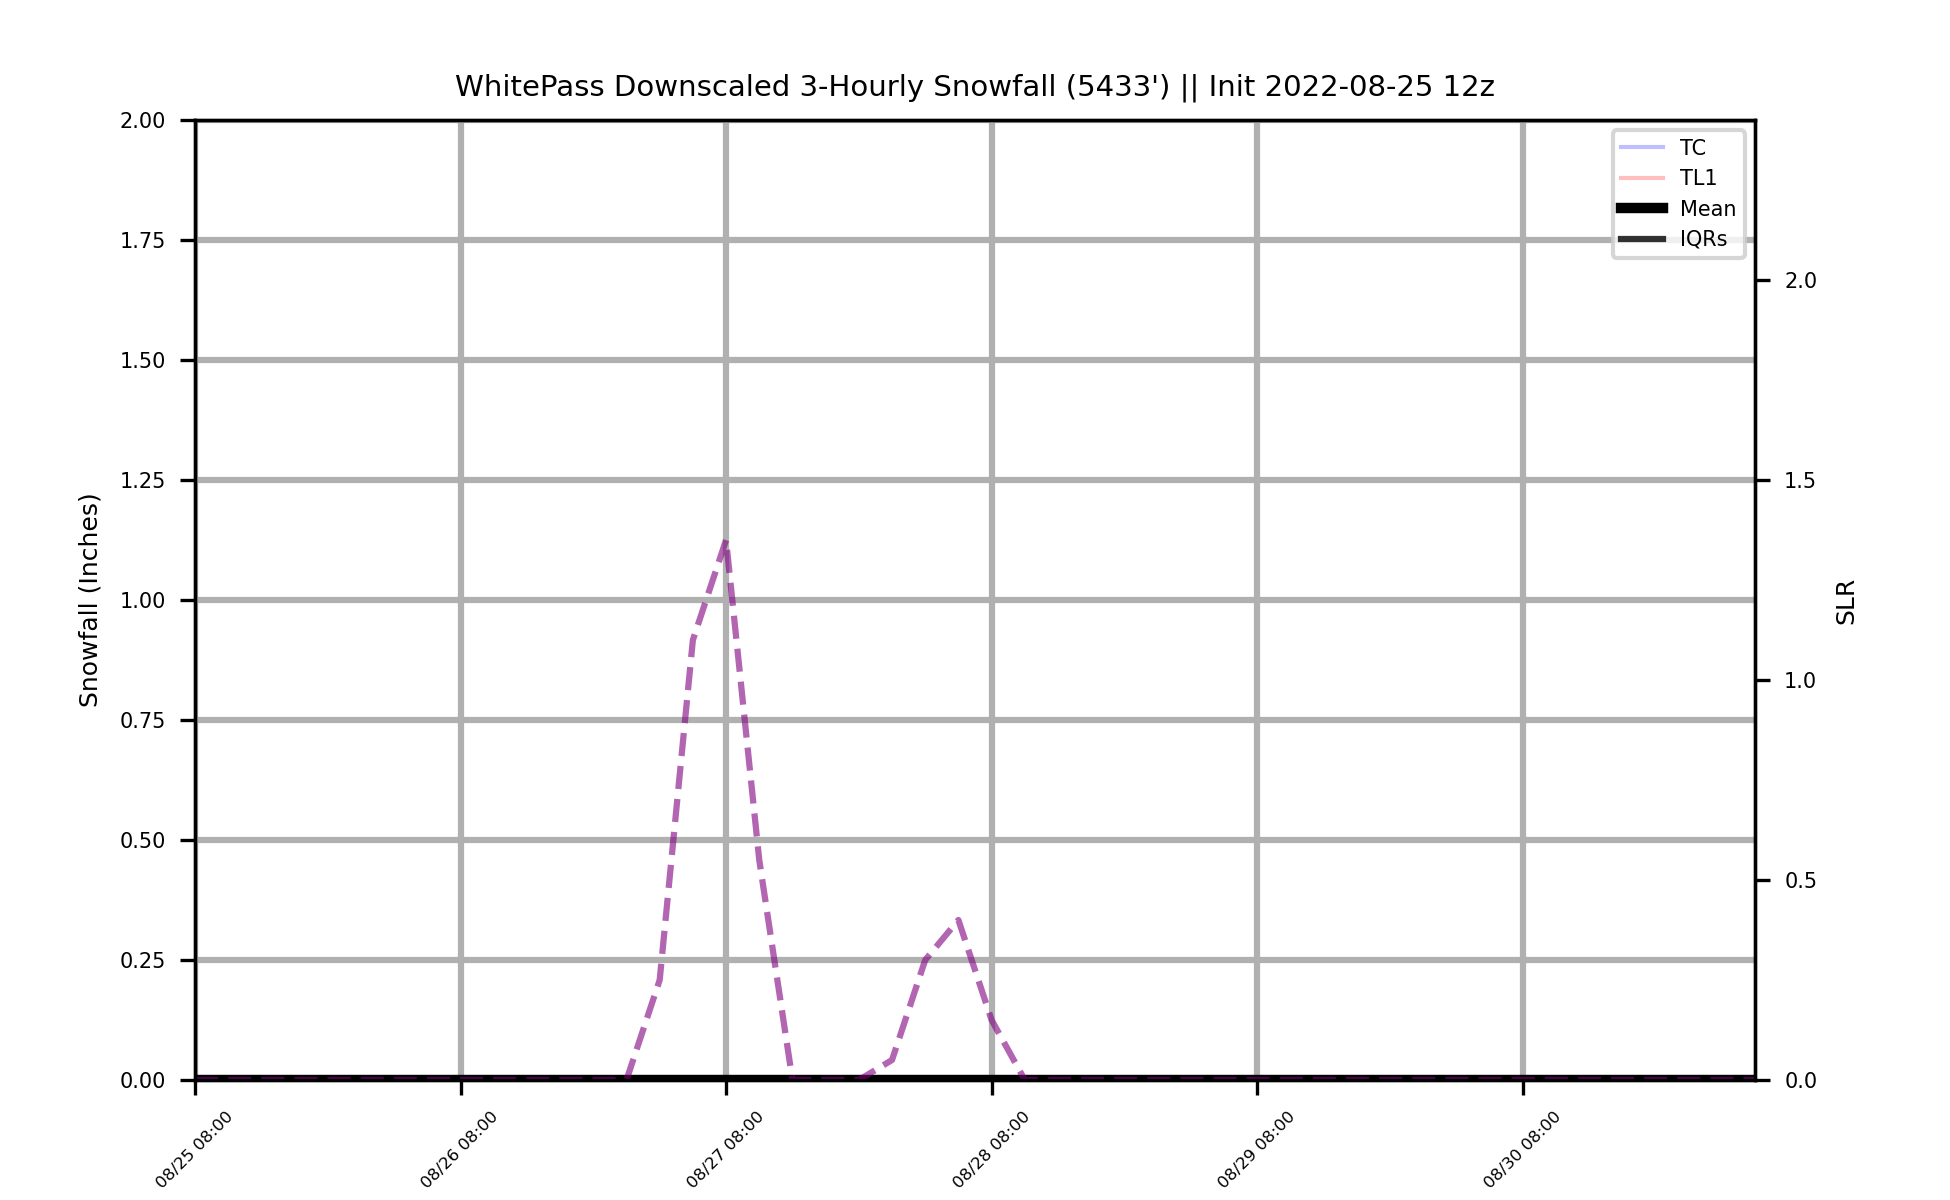 WhitePass Downscaled 3-Hourly Snowfall (5433') || Init 2022-08-25 12z
TC
TL1
Mean
IQRs
Snowfall (Inches)
2.00
1.75
1.50
1.25
1.00
0.75
0.50
0.25
0.00
2.0
1.5
1.0
0.5
0.0
SLR
08/25 08:00
08/26 08:00
08/27 08:00
08/28 08:00
08/29 08:00
08/30 08:00